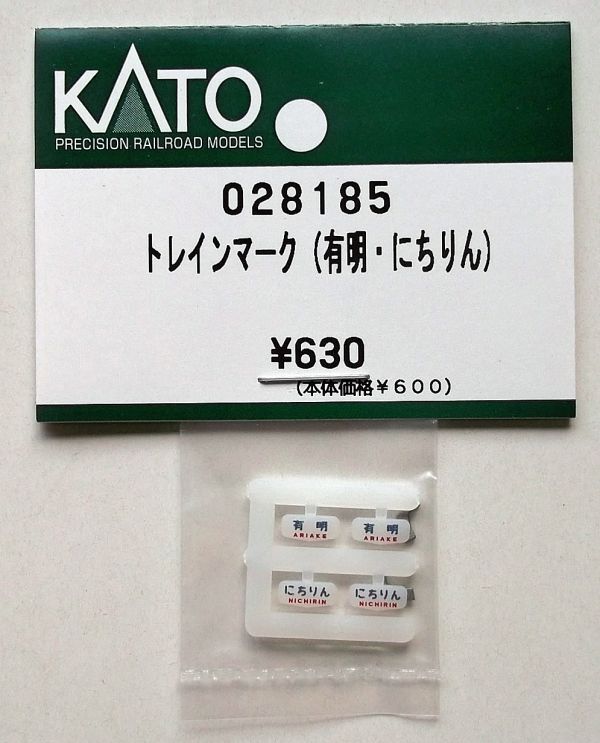 KATO
PRECISION RAILROAD MODELS
028185
トレインマーク（有明・にちりん）
¥630
（本体価格￥６００）
有 明
ARIAKE
有 明
ARIAKE
にちりん
NICHIRIN
にちりん
NICHIRIN